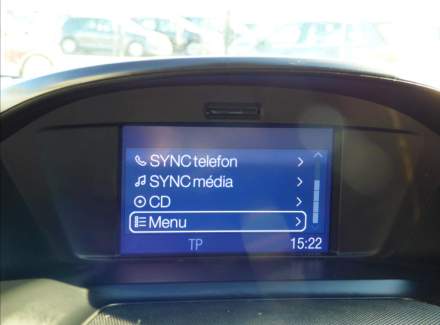 SYNC telefon
SYNC média
CD
Menu
TP 15:22